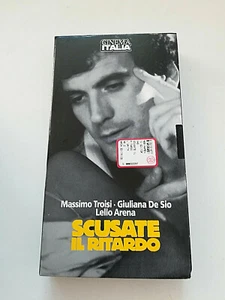 CINEMA
ITALIA
Massimo Troisi · Giuliana De Sio
Lello Arena
SCUSATE
IL RITARDO